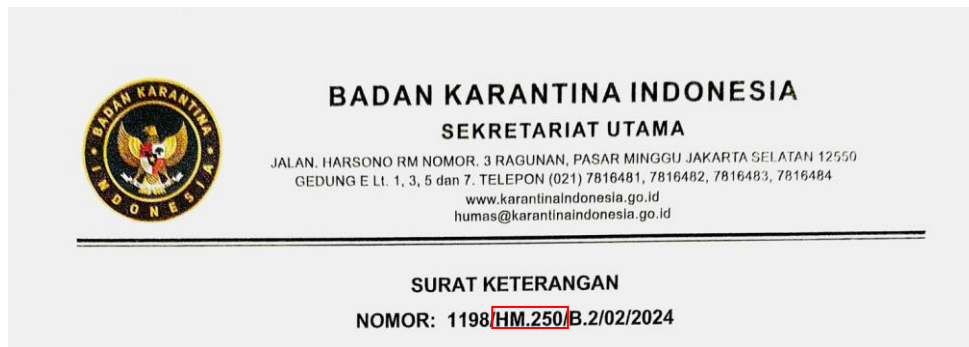 BADAN KARANTINA INDONESIA
BADAN KARANTINA INDONESIA
SEKRETARIAT UTAMA
JALAN. HARSONO RM NOMOR. 3 RAGUNAN, PASAR MINGGU JAKARTA SELATAN 12550
GEDUNG E Lt. 1, 3, 5 dan 7. TELEPON (021) 7816481, 7816482, 7816483, 7816484
www.karantinaindonesia.go.id
humas@karantinaindonesia.go.id
SURAT KETERANGAN
NOMOR: 1198/HM.250/B.2/02/2024